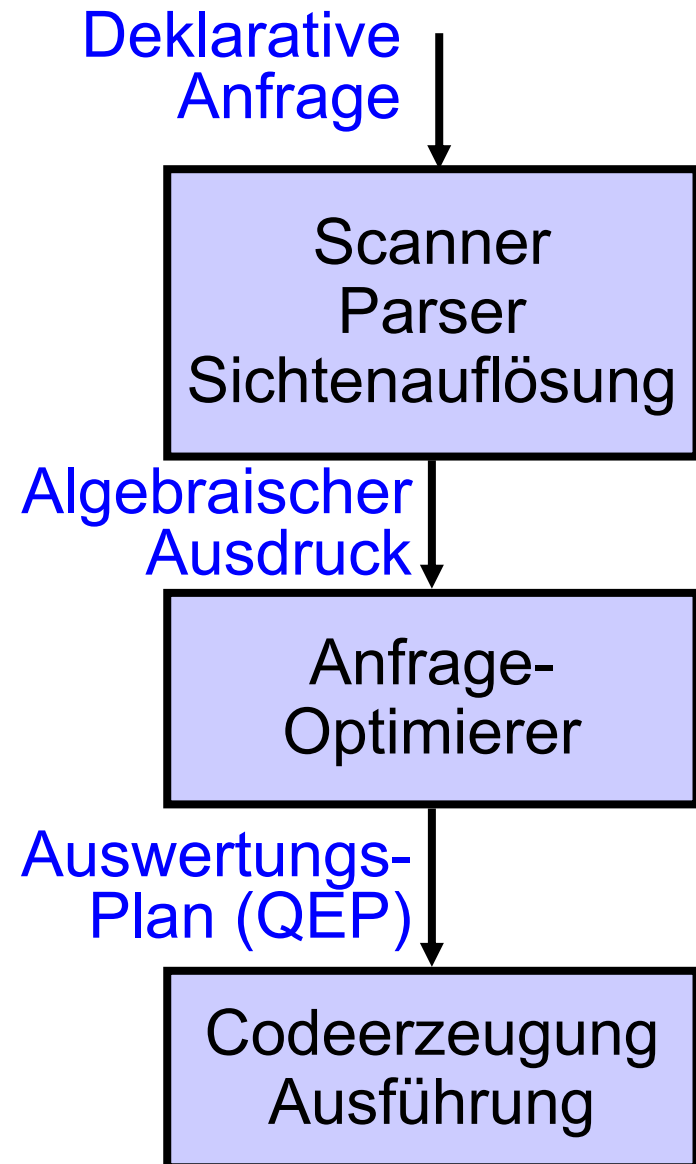 Deklarative
Anfrage
Scanner
Parser
Sichtenauflösung
Algebraischer
Ausdruck
Anfrage-
Optimierer
Auswertungs-
Plan (QEP)
Codeerzeugung
Ausführung